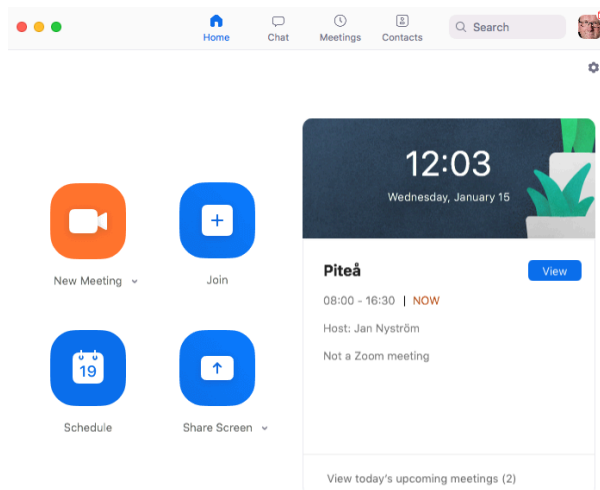 Home
Chat
Meetings
Contacts
Search
12:03
Wednesday, January 15
New Meeting
Join
Piteå
View
08:00 - 16:30 | NOW
Host: Jan Nyström
Not a Zoom meeting
19
Schedule
Share Screen
View today's upcoming meetings (2)